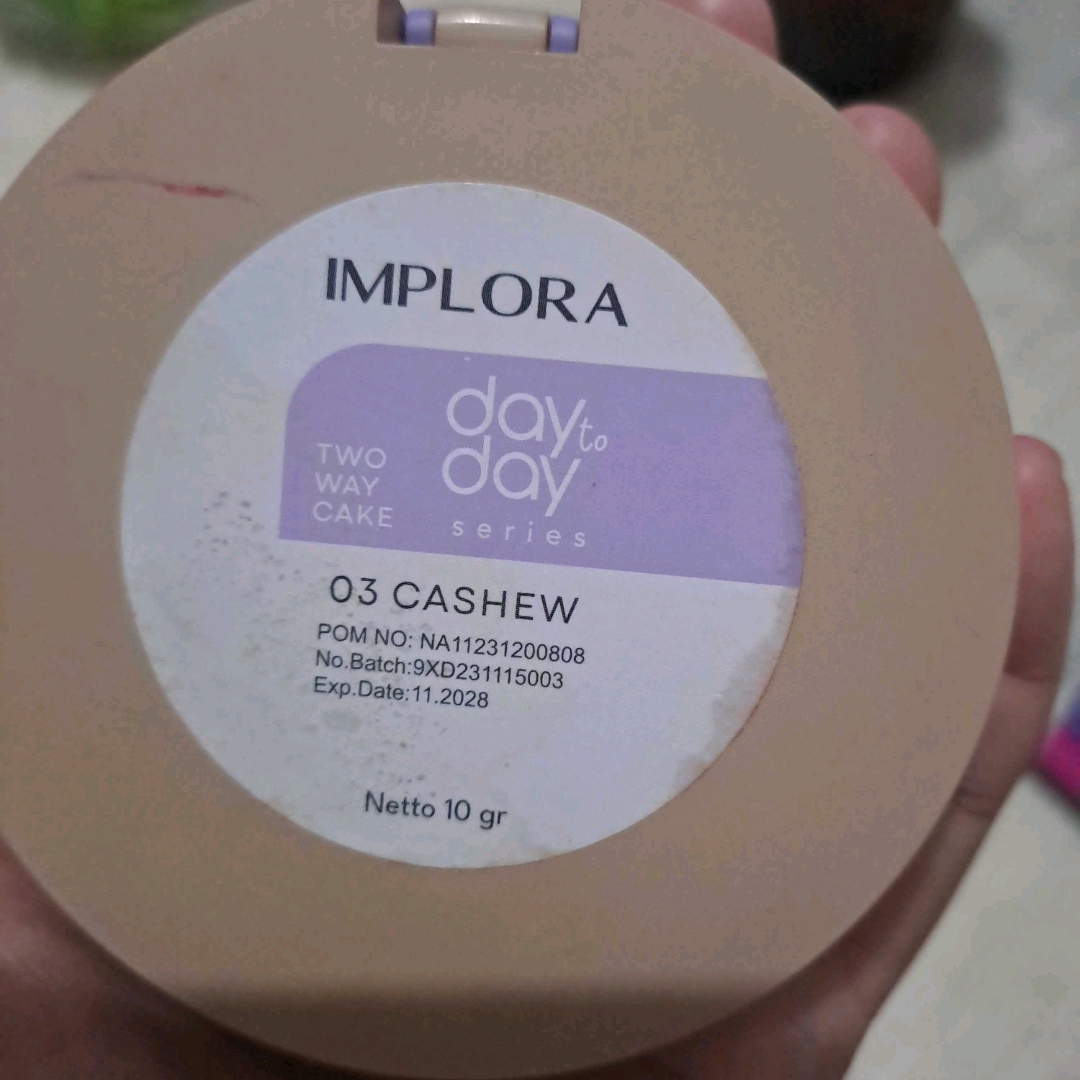 IMPLORA
day to
day
series
TWO
WAY
CAKE
03 CASHEW
POM NO: NA11231200808
No.Batch:9XD231115003
Exp.Date:11.2028
Netto 10 gr